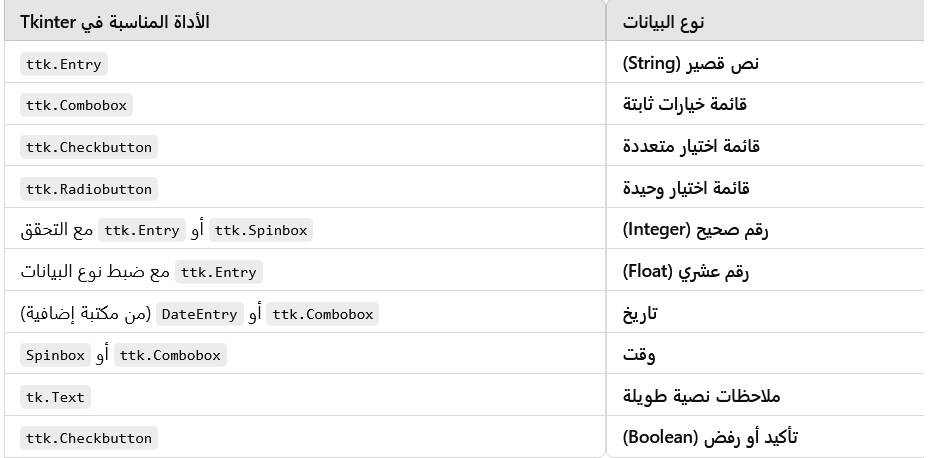 نوع البيانات	الأداة المناسبة في Tkinter
نص قصير (String)	ttk.Entry
قائمة خيارات ثابتة	ttk.Combobox
قائمة اختيار متعددة	ttk.Checkbutton
قائمة اختيار وحيدة	ttk.Radiobutton
رقم صحيح (Integer)	ttk.Spinbox أو ttk.Entry مع التحقق
رقم عشري (Float)	ttk.Entry مع ضبط نوع البيانات
تاريخ	ttk.Combobox أو DateEntry (من مكتبة إضافية)
وقت	ttk.Combobox أو Spinbox
ملاحظات نصية طويلة	tk.Text
تأكيد أو رفض (Boolean)	ttk.Checkbutton